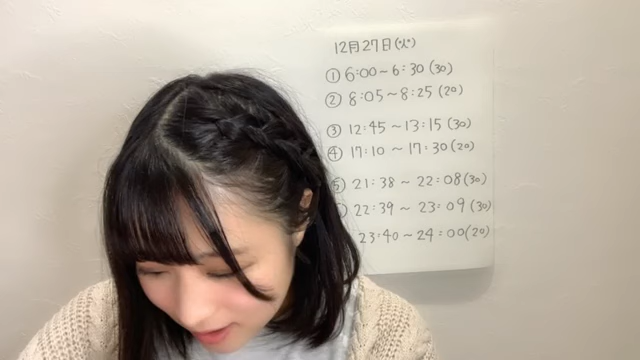 12月27日(火)
① 6:00~6:30 (30)
② 8:05~8:25 (20)
③ 12:45~13:15 (30)
④ 17:10~17:30 (20)
⑤ 21:38~22:08 (30)
22:39~23:09 (30)
23:40~24:00 (20)